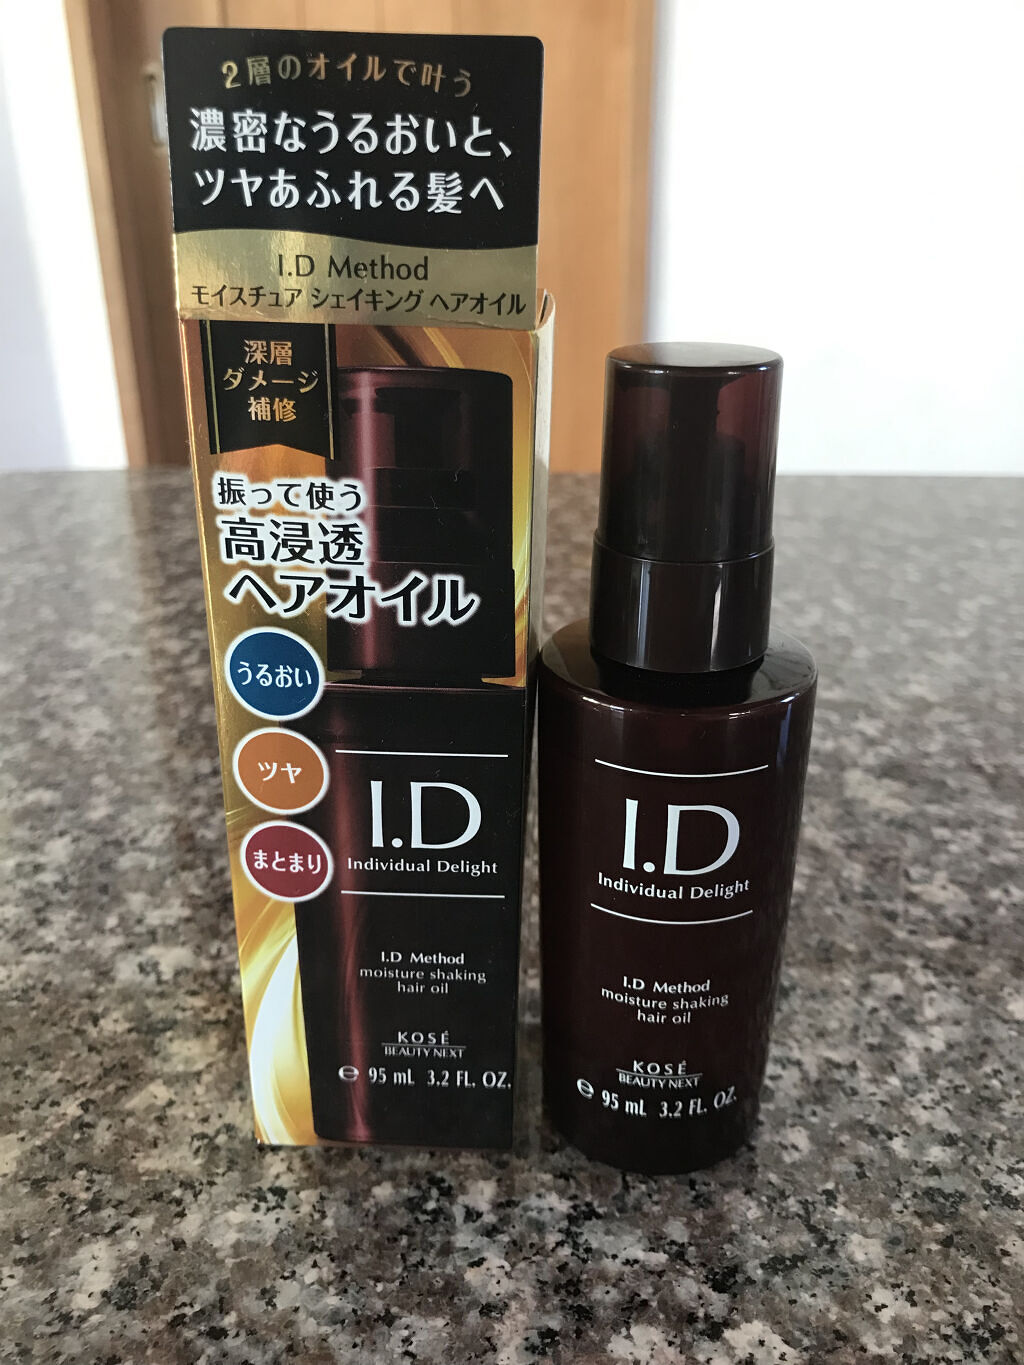 2層のオイルで叶う
濃密なうるおいと、
ツヤあふれる髪へ
I.D Method
モイスチュア シェイキング ヘアオイル
深層
ダメージ
補修
振って使う
高浸透
ヘアオイル
うるおい
ツヤ
まとまり
I.D
Individual Delight
I.D Method
moisture shaking
hair oil
KOSÉ
BEAUTY NEXT
℮ 95 mL 3.2 FL. OZ.
I.D
Individual Delight
I.D Method
moisture shaking
hair oil
KOSÉ
BEAUTY NEXT
℮ 95 mL 3.2 FL. OZ.